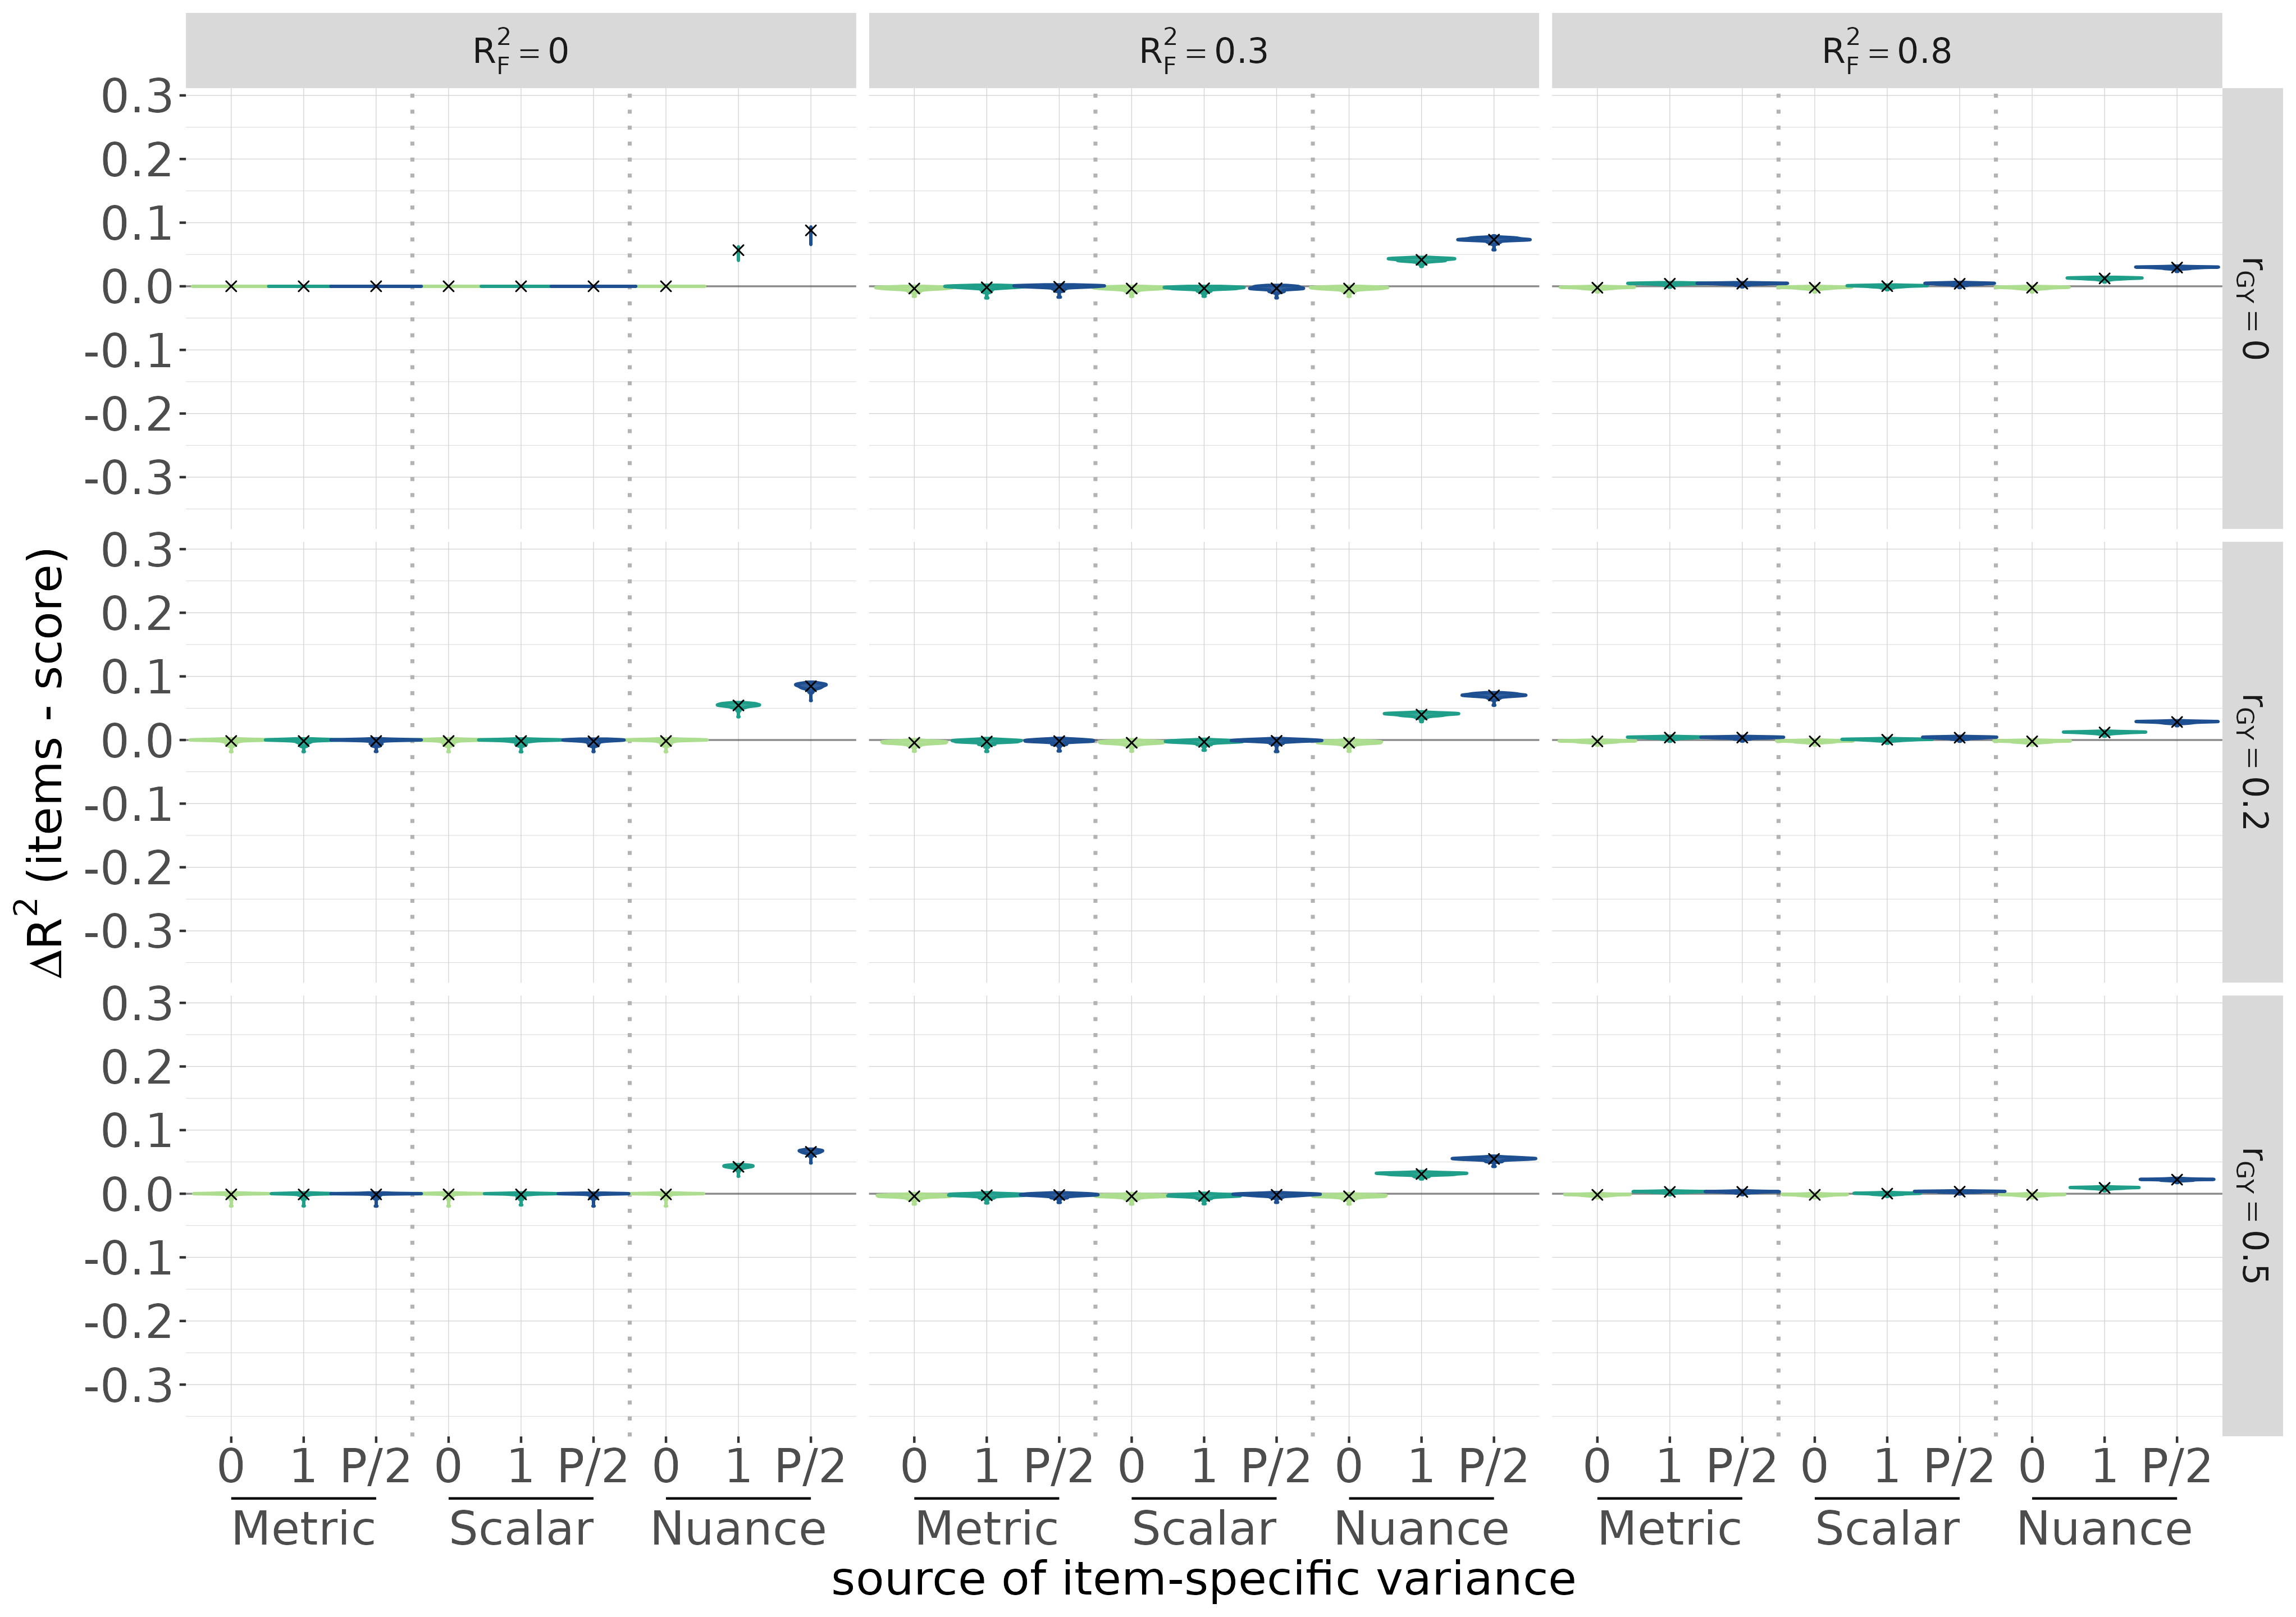 R²F = 0
R²F = 0.3
R²F = 0.8
ΔR² (items - score)
0.3
0.2
0.1
0.0
-0.1
-0.2
-0.3
rGY = 0
0.3
0.2
0.1
0.0
-0.1
-0.2
-0.3
rGY = 0.2
0.3
0.2
0.1
0.0
-0.1
-0.2
-0.3
rGY = 0.5
0 1 P/2 0 1 P/2 0 1 P/2
0 1 P/2 0 1 P/2 0 1 P/2
0 1 P/2 0 1 P/2 0 1 P/2
Metric Scalar Nuance
Metric Scalar Nuance
Metric Scalar Nuance
source of item-specific variance